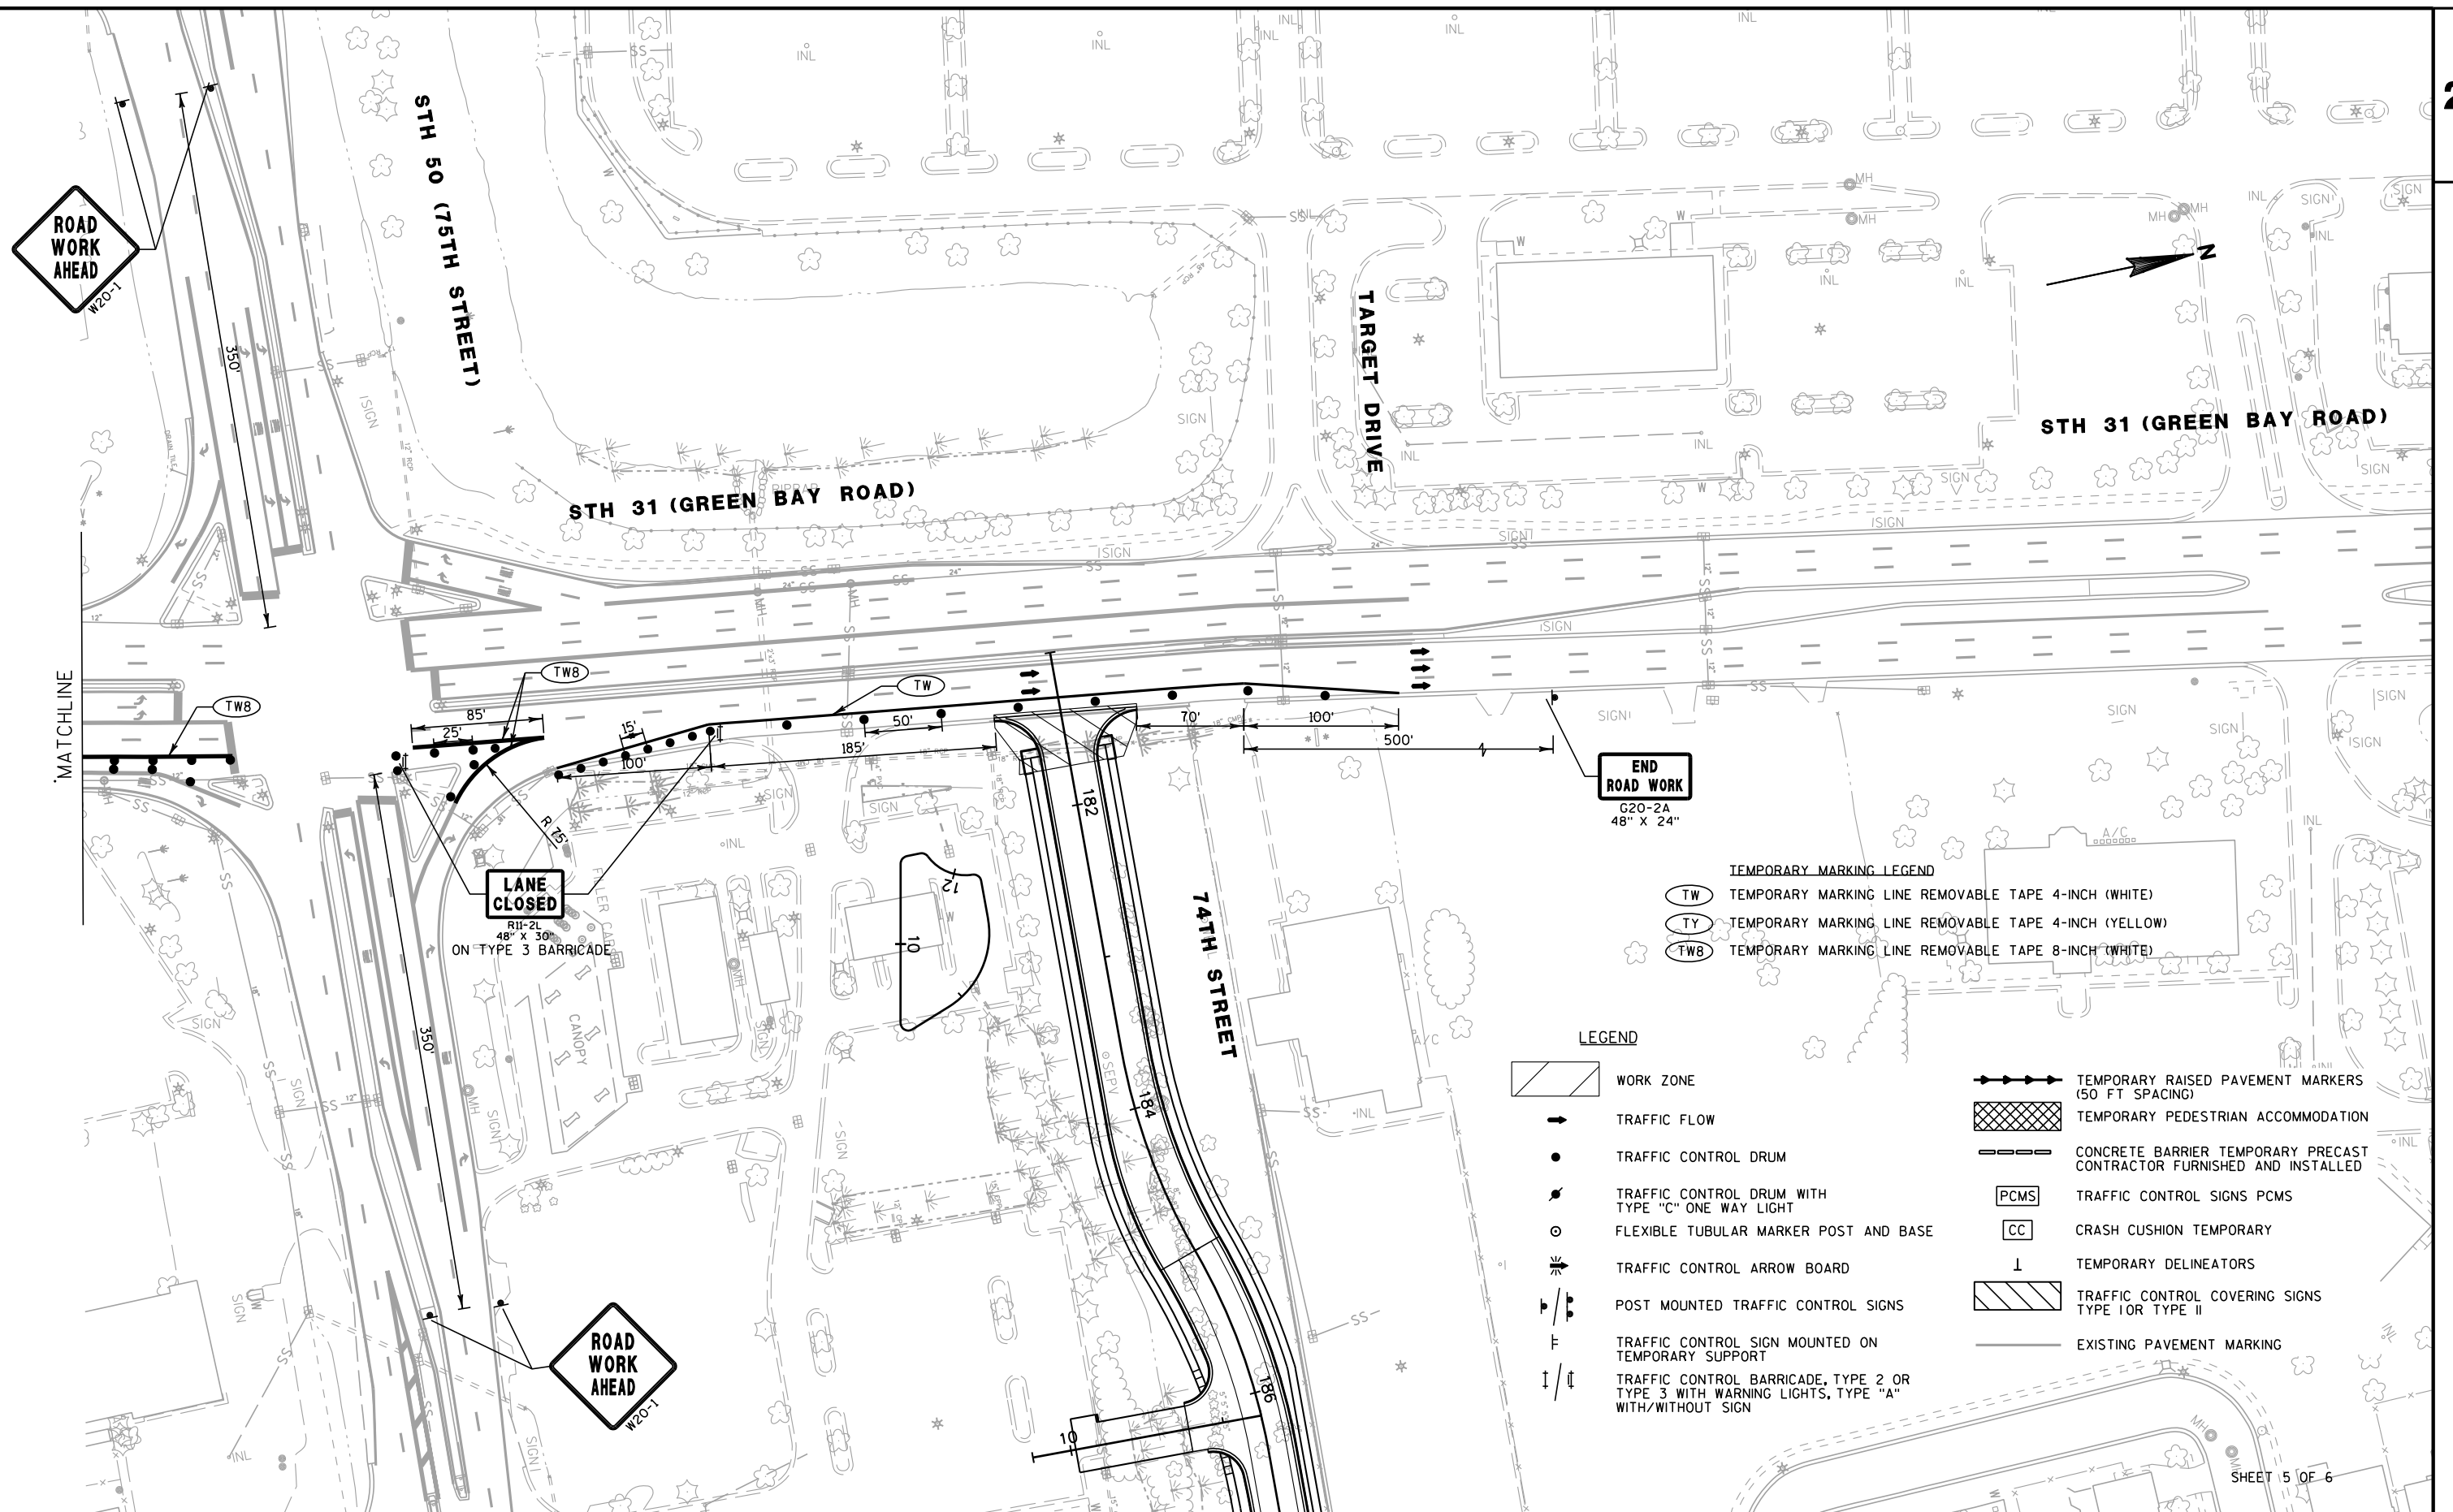 2
STH 50 (75TH STREET)
ROAD
WORK
AHEAD
W20-1
350'
N
TARGET DRIVE
STH 31 (GREEN BAY ROAD)
STH 31 (GREEN BAY ROAD)
RIPRAP
DRAIN TILE
12" RCP
MATCHLINE
TW8
TW8
TW
85'
25'
15'
100'
50'
185'
70'
100'
500'
R 75'
LANE
CLOSED
R11-2L
48" X 30"
ON TYPE 3 BARRICADE
END
ROAD WORK
G20-2A
48" X 24"
CANOPY
A/C
A/C
SEPV
12
10
182
184
186
10
74TH STREET
350'
ROAD
WORK
AHEAD
W20-1
TEMPORARY MARKING LEGEND
TW TEMPORARY MARKING LINE REMOVABLE TAPE 4-INCH (WHITE)
TY TEMPORARY MARKING LINE REMOVABLE TAPE 4-INCH (YELLOW)
TW8 TEMPORARY MARKING LINE REMOVABLE TAPE 8-INCH (WHITE)
LEGEND
WORK ZONE
TRAFFIC FLOW
TRAFFIC CONTROL DRUM
TRAFFIC CONTROL DRUM WITH
TYPE "C" ONE WAY LIGHT
FLEXIBLE TUBULAR MARKER POST AND BASE
TRAFFIC CONTROL ARROW BOARD
POST MOUNTED TRAFFIC CONTROL SIGNS
TRAFFIC CONTROL SIGN MOUNTED ON
TEMPORARY SUPPORT
TRAFFIC CONTROL BARRICADE, TYPE 2 OR
TYPE 3 WITH WARNING LIGHTS, TYPE "A"
WITH/WITHOUT SIGN
TEMPORARY RAISED PAVEMENT MARKERS
(50 FT SPACING)
TEMPORARY PEDESTRIAN ACCOMMODATION
CONCRETE BARRIER TEMPORARY PRECAST
CONTRACTOR FURNISHED AND INSTALLED
PCMS TRAFFIC CONTROL SIGNS PCMS
CC CRASH CUSHION TEMPORARY
TEMPORARY DELINEATORS
TRAFFIC CONTROL COVERING SIGNS
TYPE I OR TYPE II
EXISTING PAVEMENT MARKING
SHEET 5 OF 6